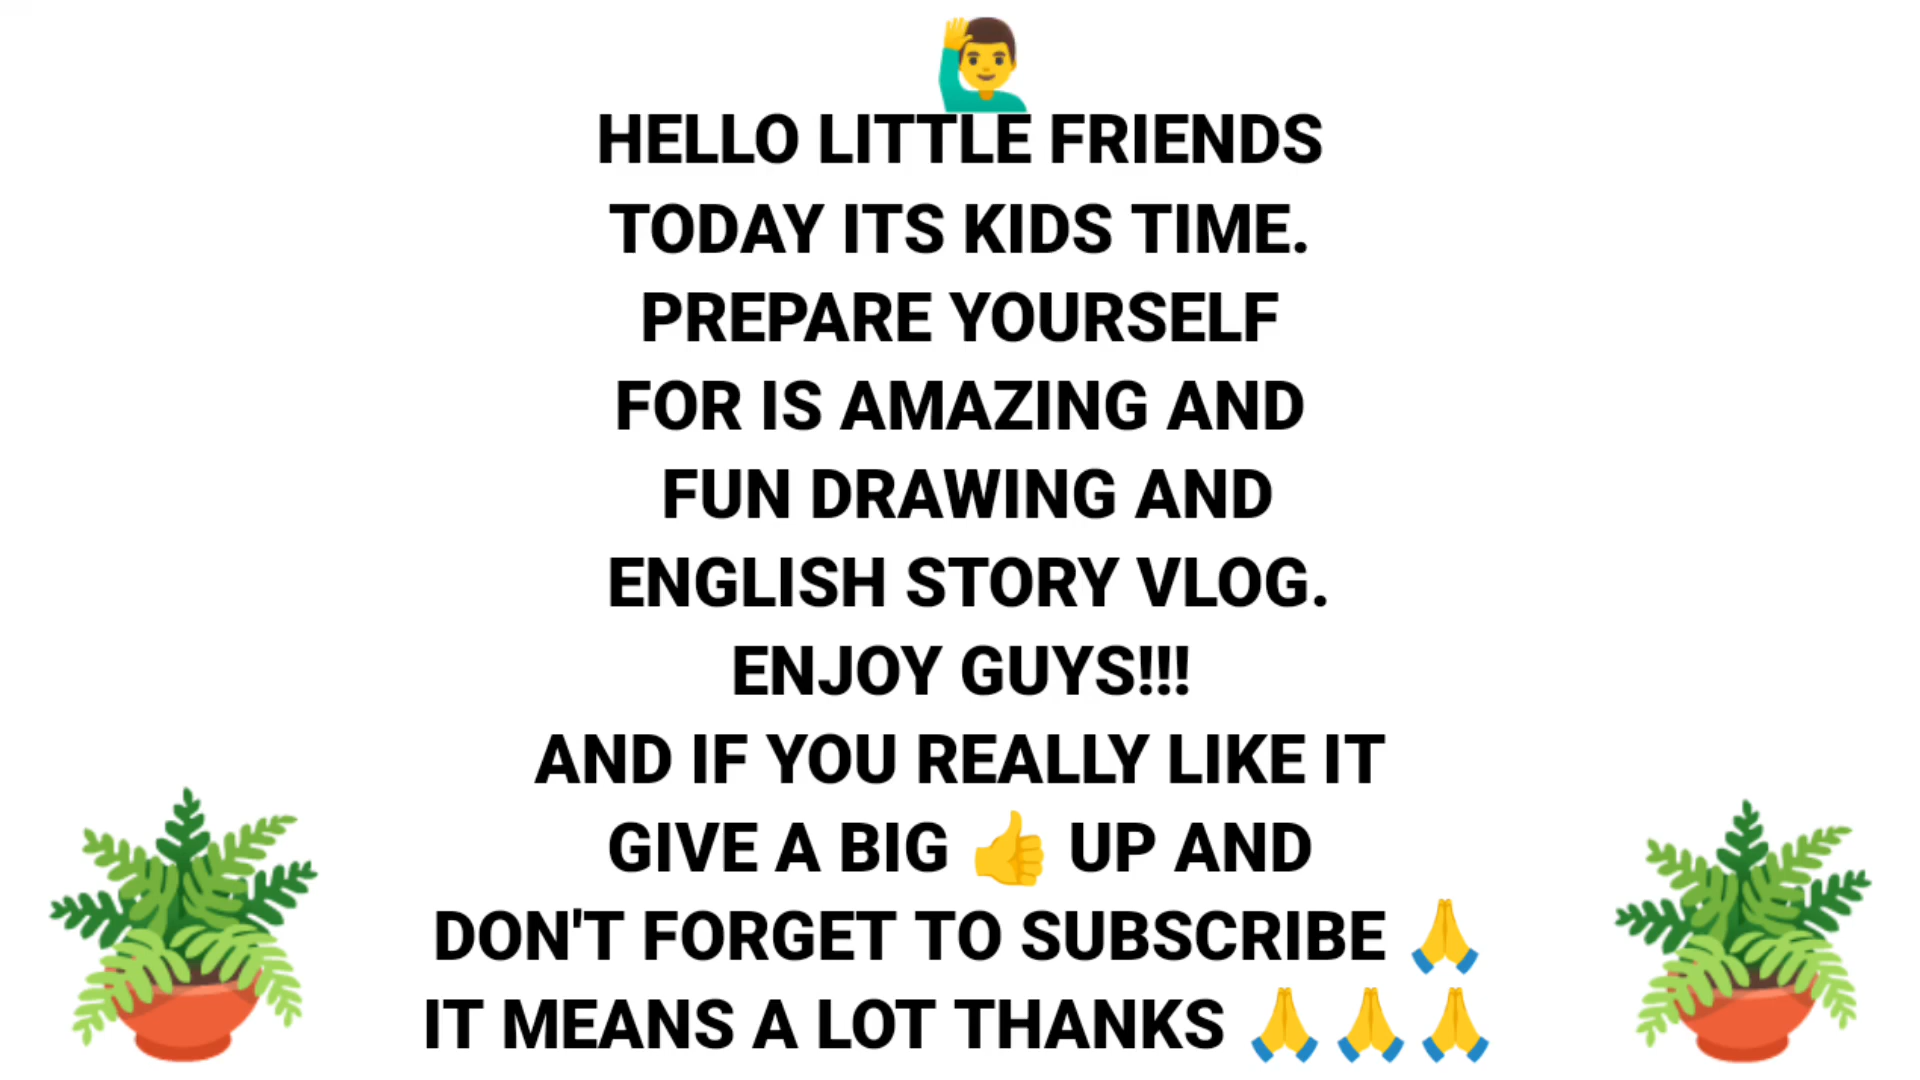 HELLO LITTLE FRIENDS
TODAY ITS KIDS TIME.
PREPARE YOURSELF
FOR IS AMAZING AND
FUN DRAWING AND
ENGLISH STORY VLOG.
ENJOY GUYS!!!
AND IF YOU REALLY LIKE IT
GIVE A BIG 👍 UP AND
DON'T FORGET TO SUBSCRIBE 🙏
IT MEANS A LOT THANKS 🙏🙏🙏